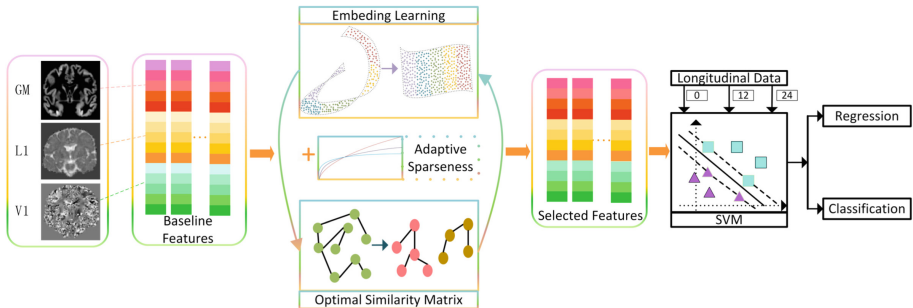 Embeding Learning
GM
L1
V1
Baseline
Features
Adaptive
Sparseness
Optimal Similarity Matrix
Selected Features
Longitudinal Data
0
12
24
SVM
Regression
Classification